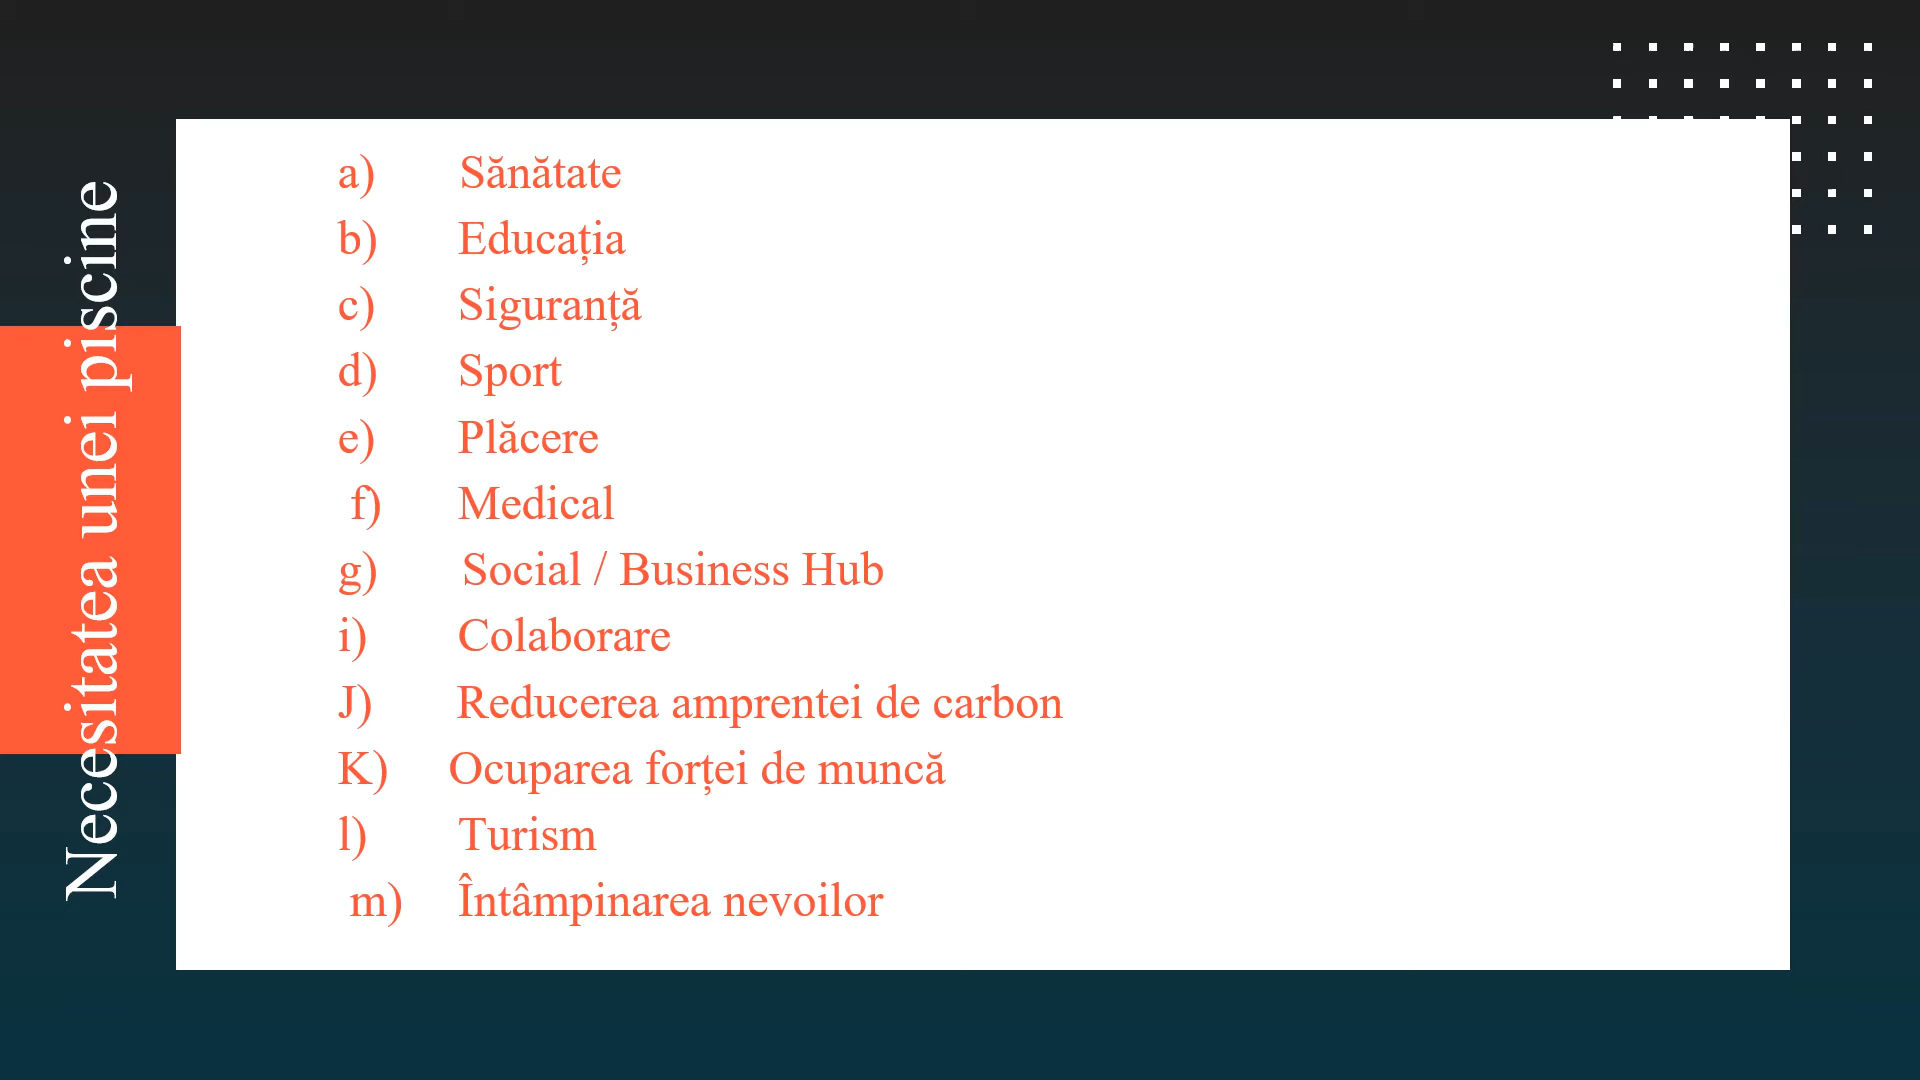 Necesitatea unei piscine
a) Sănătate
b) Educația
c) Siguranță
d) Sport
e) Plăcere
f) Medical
g) Social / Business Hub
i) Colaborare
J) Reducerea amprentei de carbon
K) Ocuparea forței de muncă
l) Turism
m) Întâmpinarea nevoilor